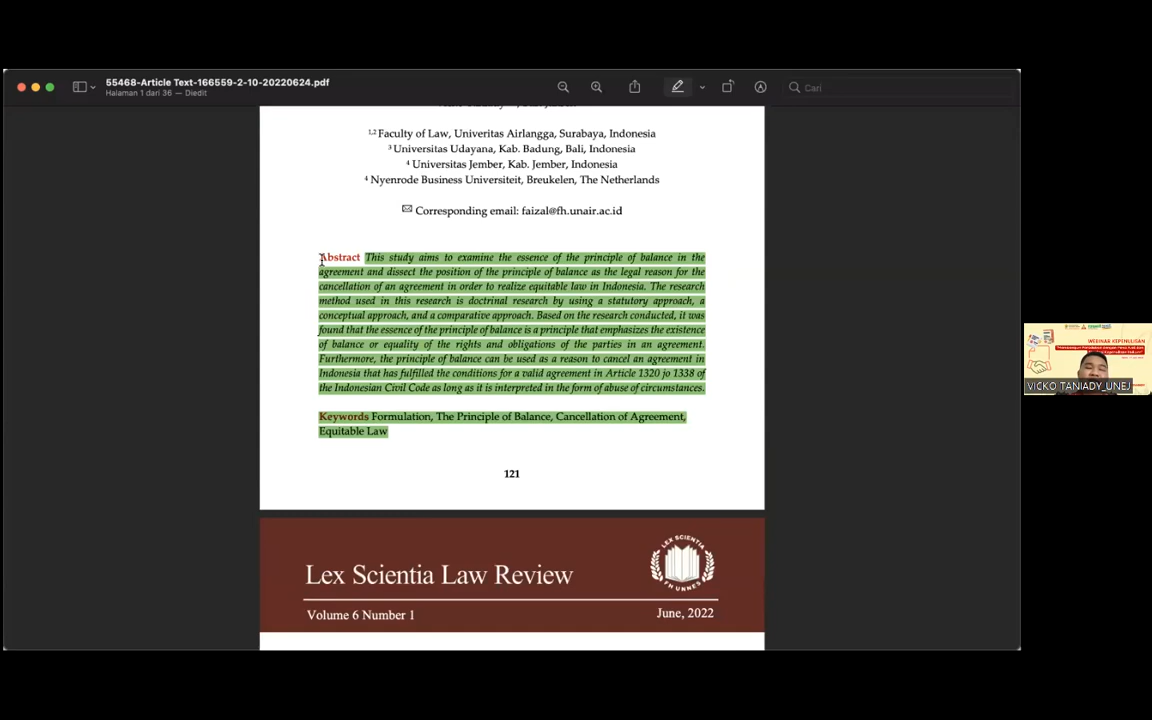 55468-Article Text-166559-2-10-20220624.pdf
Halaman 1 dari 36 — Diedit
Cari
1,2 Faculty of Law, Univeritas Airlangga, Surabaya, Indonesia
3 Universitas Udayana, Kab. Badung, Bali, Indonesia
4 Universitas Jember, Kab. Jember, Indonesia
4 Nyenrode Business Universiteit, Breukelen, The Netherlands
Corresponding email: faizal@fh.unair.ac.id
Abstract This study aims to examine the essence of the principle of balance in the
agreement and dissect the position of the principle of balance as the legal reason for the
cancellation of an agreement in order to realize equitable law in Indonesia. The research
method used in this research is doctrinal research by using a statutory approach, a
conceptual approach, and a comparative approach. Based on the research conducted, it was
found that the essence of the principle of balance is a principle that emphasizes the existence
of balance or equality of the rights and obligations of the parties in an agreement.
Furthermore, the principle of balance can be used as a reason to cancel an agreement in
Indonesia that has fulfilled the conditions for a valid agreement in Article 1320 jo 1338 of
the Indonesian Civil Code as long as it is interpreted in the form of abuse of circumstances.
Keywords Formulation, The Principle of Balance, Cancellation of Agreement,
Equitable Law
121
Lex Scientia Law Review
FH UNNES
Volume 6 Number 1
June, 2022
WEBINAR KEPENULISAN
VICKO TANIADY_UNEJ